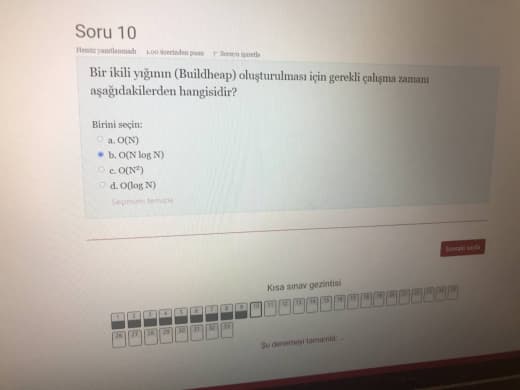 Soru 10
Henüz yanıtlanmadı 1,00 üzerinden puan Soruyu işaretle
Bir ikili yığının (Buildheap) oluşturulması için gerekli çalışma zamanı
aşağıdakilerden hangisidir?
Birini seçin:
a. O(N)
b. O(N log N)
c. O(N²)
d. O(log N)
Seçimimi temizle
Sonraki sayfa
Kısa sınav gezintisi
1 2 3 4 5 6 7 8 9 10 11 12 13 14 15 16 17 18 19 20 21 22 23 24 25
26 27 28 29 30 31 32 33
Şu denemeyi tamamla ...